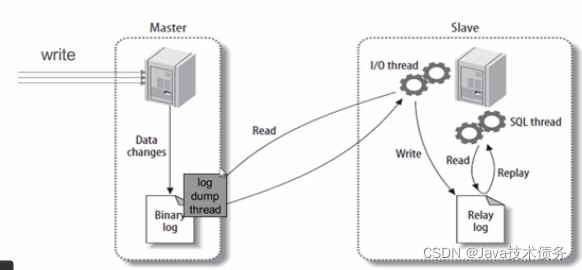 Master
Slave
write
I/O thread
SQL thread
Data
changes
Read
Write
Read
Replay
log
dump
thread
Binary
log
Relay
log
CSDN @Java技术债务